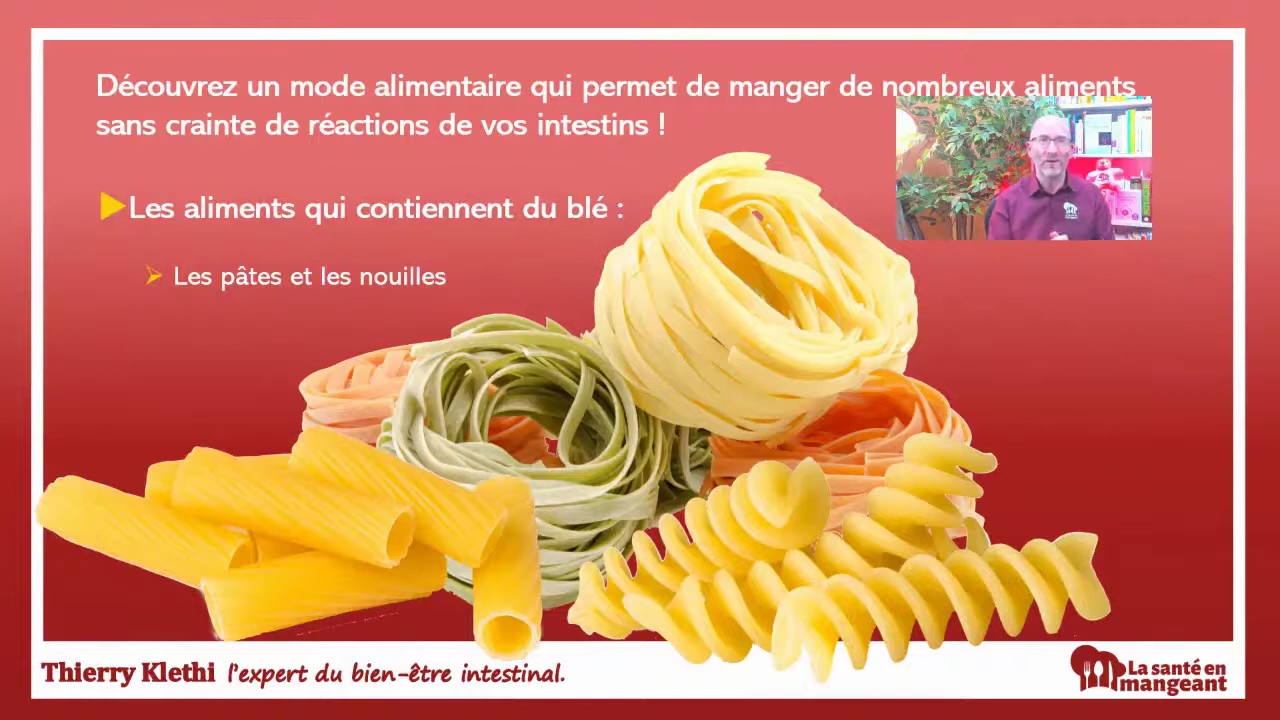 Découvrez un mode alimentaire qui permet de manger de nombreux aliments
sans crainte de réactions de vos intestins !
Les aliments qui contiennent du blé :
Les pâtes et les nouilles
Thierry Klethi l'expert du bien-être intestinal.
La santé en
mangeant